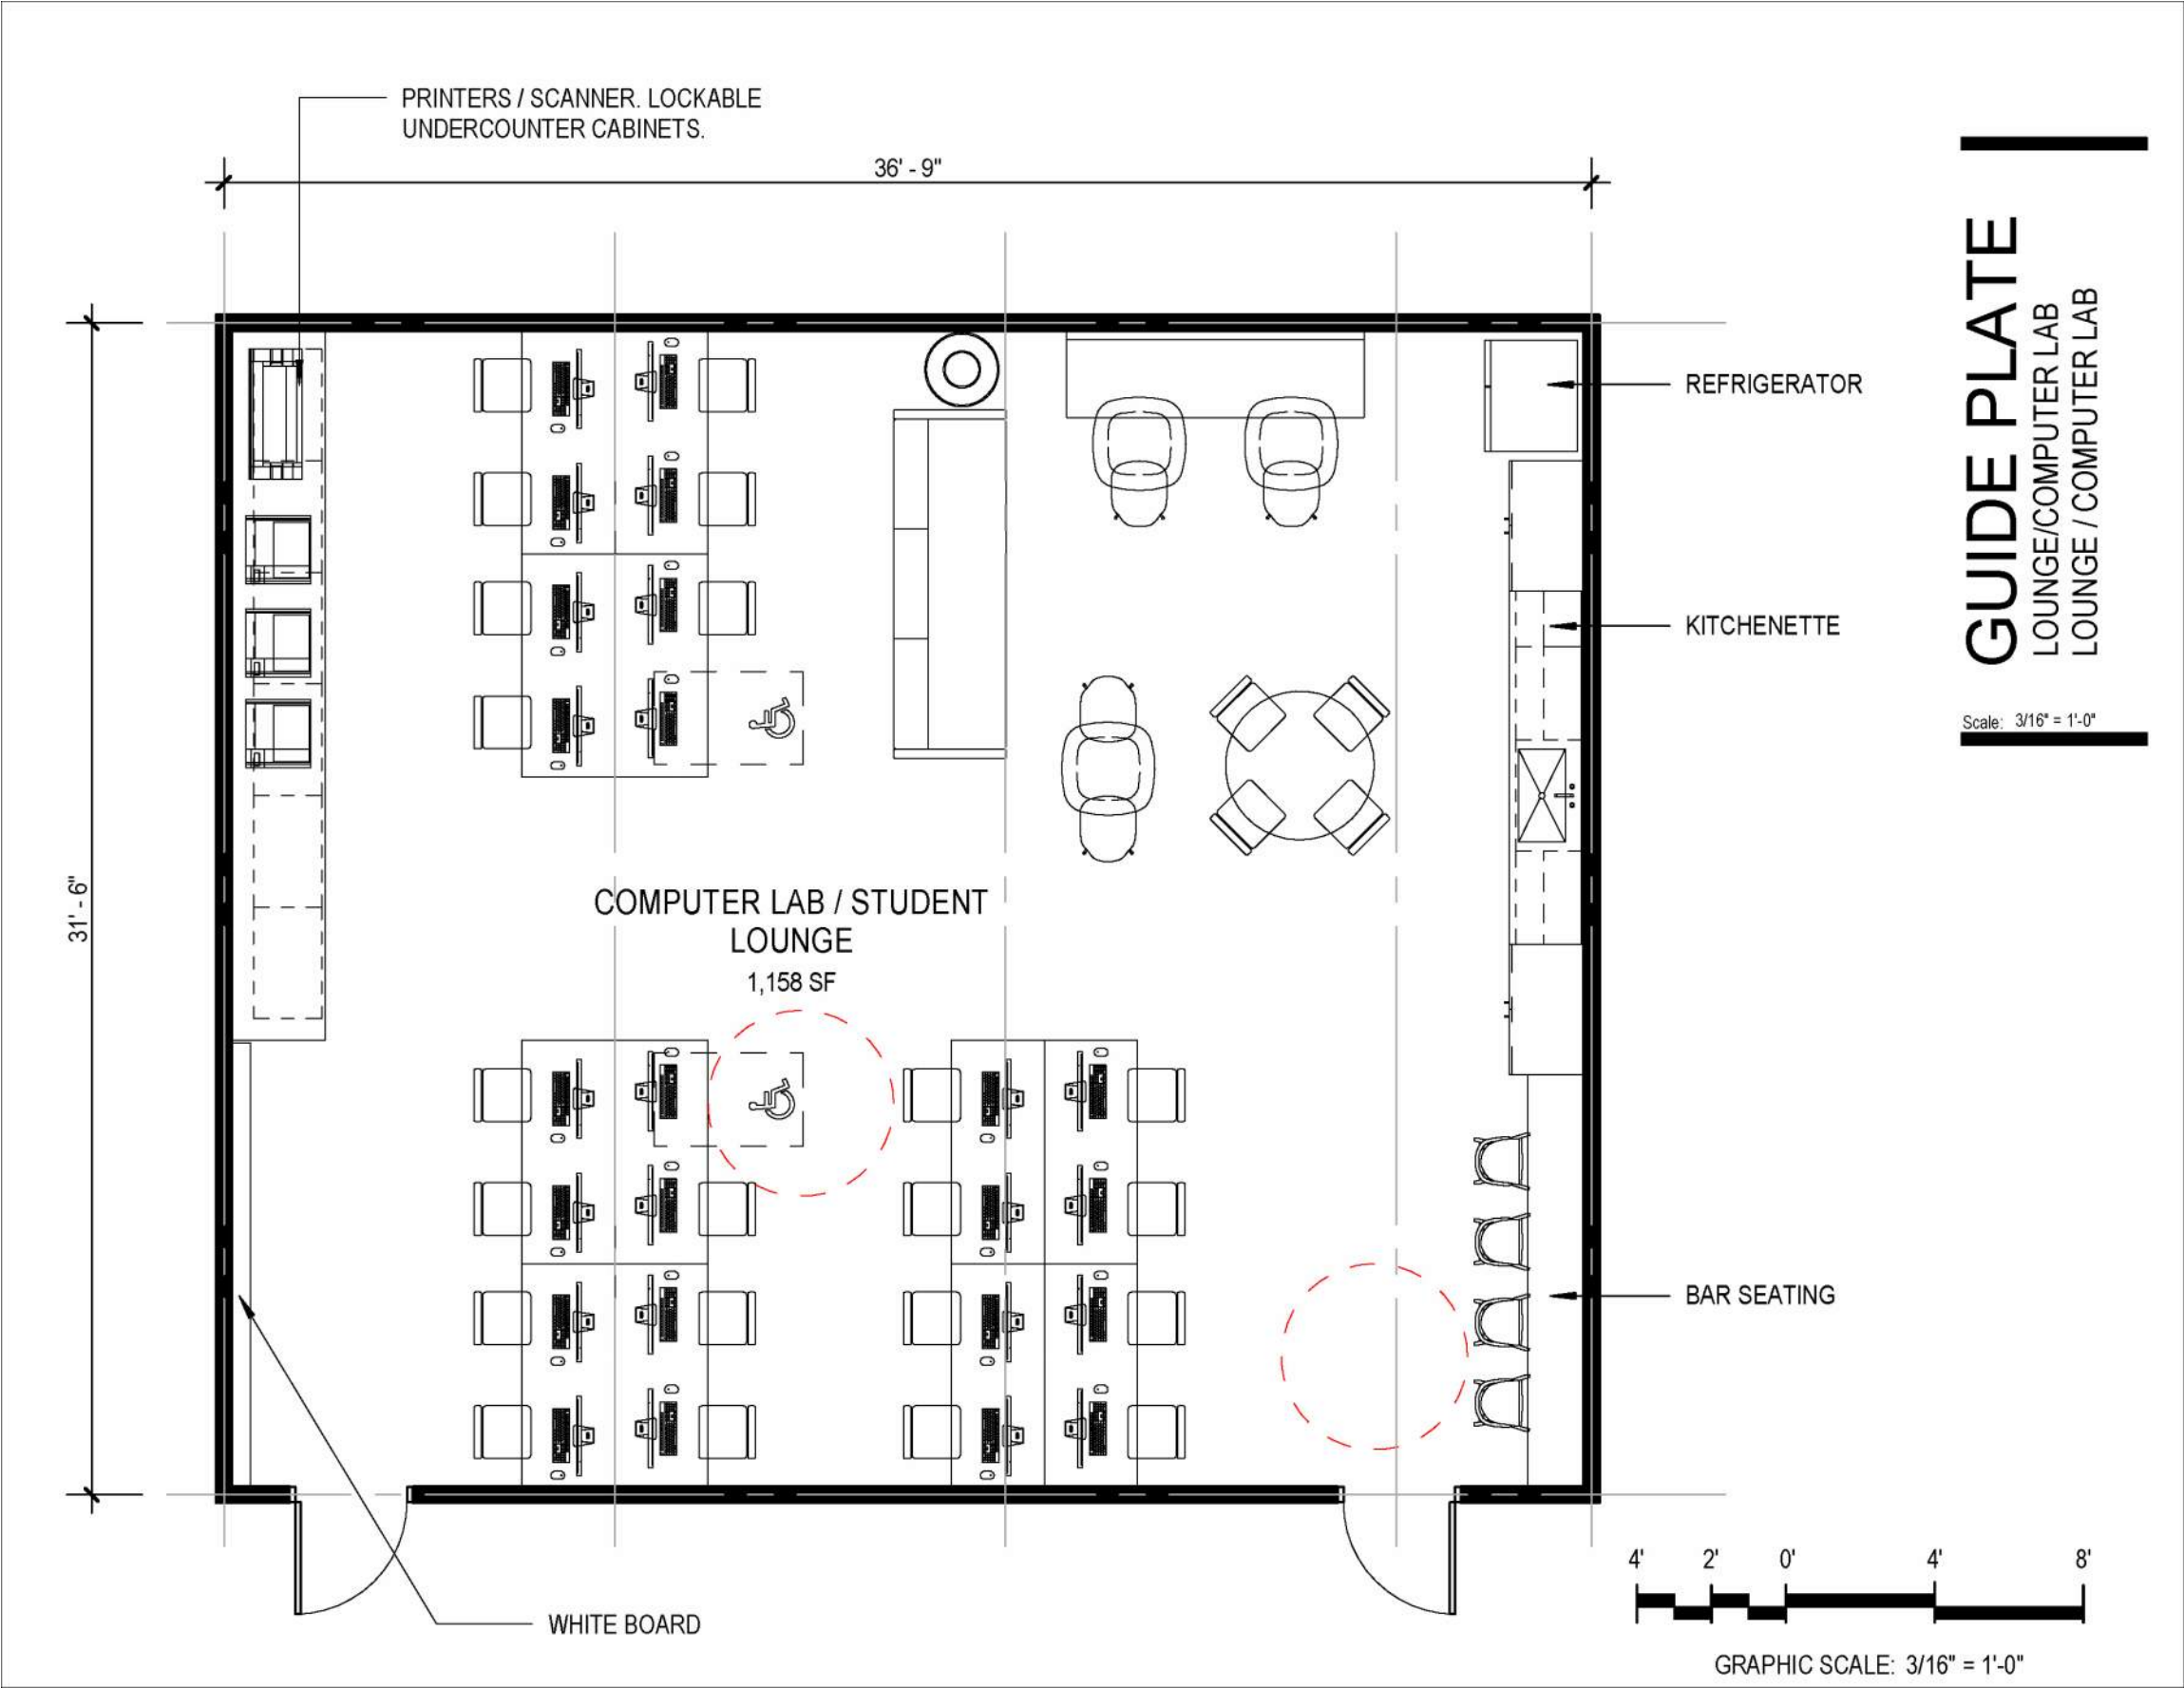 PRINTERS / SCANNER. LOCKABLE
UNDERCOUNTER CABINETS.
36' - 9"
31' - 6"
REFRIGERATOR
KITCHENETTE
COMPUTER LAB / STUDENT
LOUNGE
1,158 SF
BAR SEATING
WHITE BOARD
GUIDE PLATE
LOUNGE/COMPUTER LAB
LOUNGE / COMPUTER LAB
Scale: 3/16" = 1'-0"
4' 2' 0' 4' 8'
GRAPHIC SCALE: 3/16" = 1'-0"